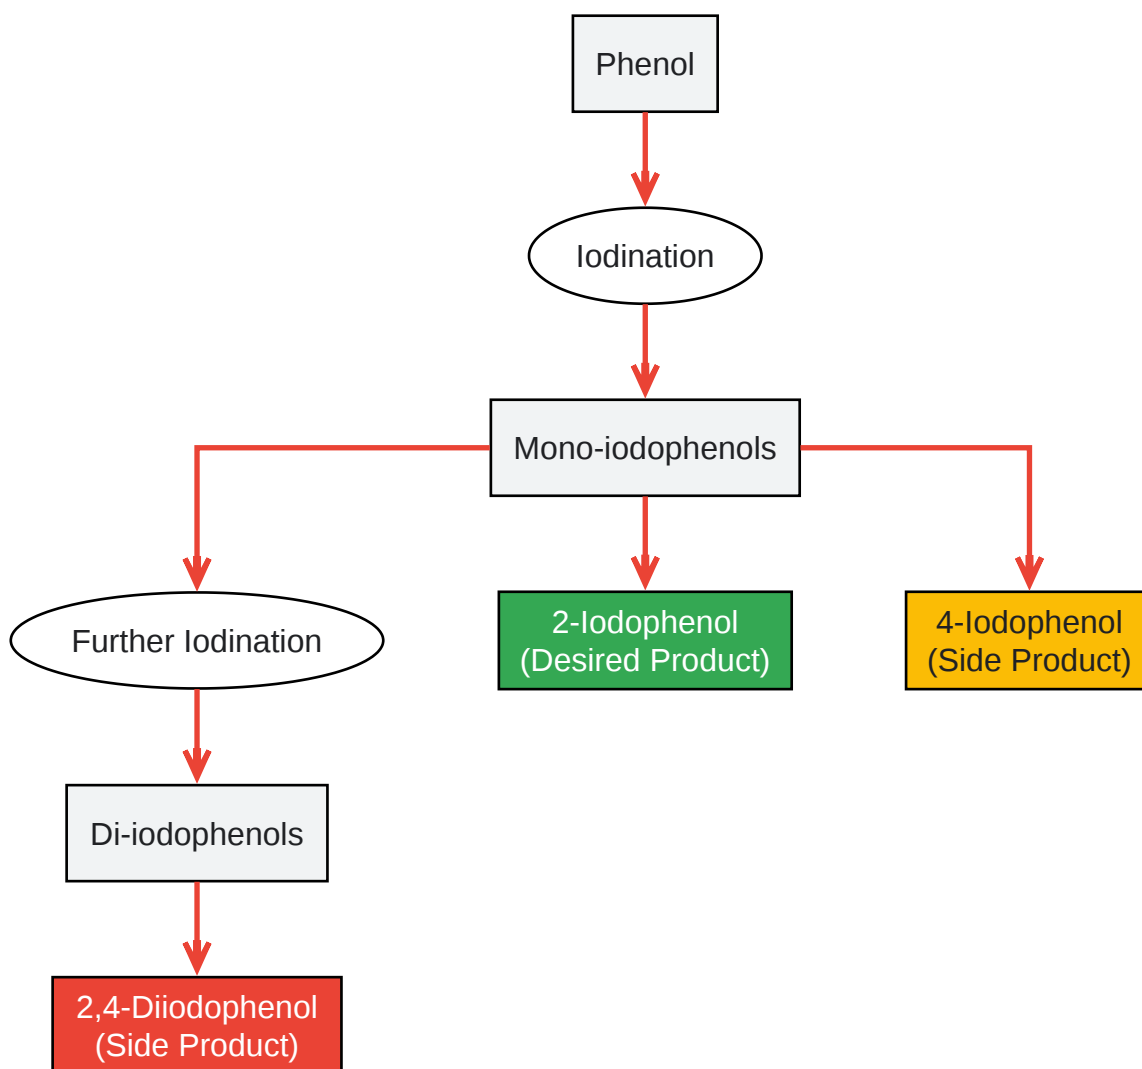 Phenol
Iodination
Mono-iodophenols
Further Iodination
2-Iodophenol
(Desired Product)
4-Iodophenol
(Side Product)
Di-iodophenols
2,4-Diiodophenol
(Side Product)